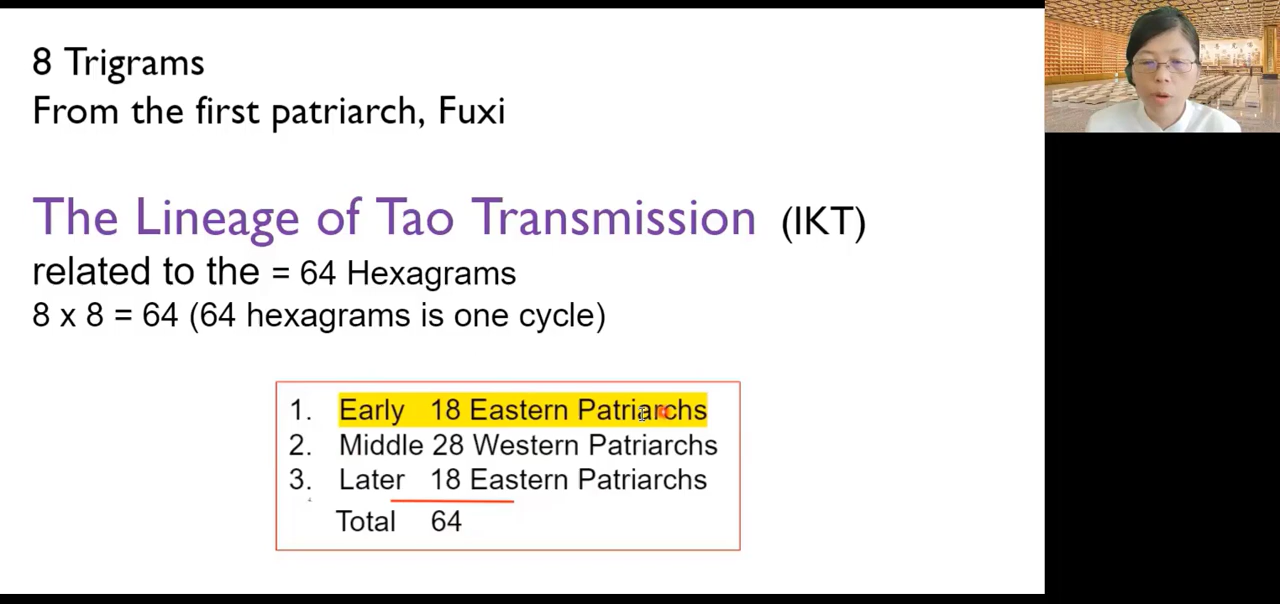 8 Trigrams
From the first patriarch, Fuxi
The Lineage of Tao Transmission (IKT)
related to the = 64 Hexagrams
8 x 8 = 64 (64 hexagrams is one cycle)
1. Early 18 Eastern Patriarchs
2. Middle 28 Western Patriarchs
3. Later 18 Eastern Patriarchs
Total 64